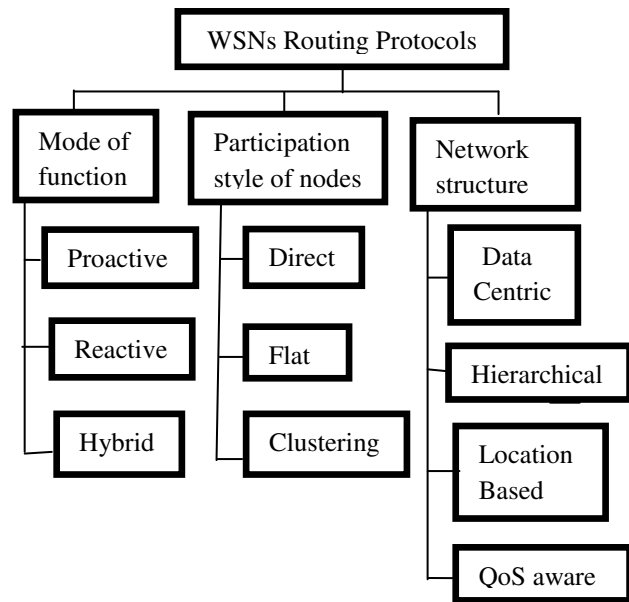 WSNs Routing Protocols
Mode of
function
Proactive
Reactive
Hybrid
Participation
style of nodes
Direct
Flat
Clustering
Network
structure
Data
Centric
Hierarchical
Location
Based
QoS aware